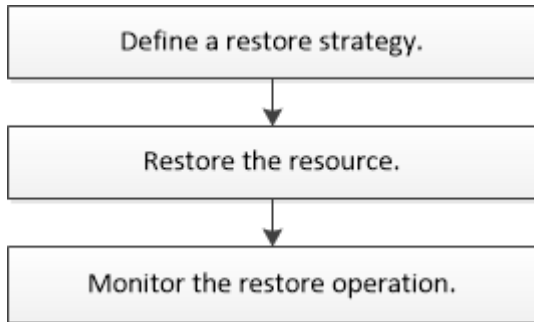 Define a restore strategy.
Restore the resource.
Monitor the restore operation.